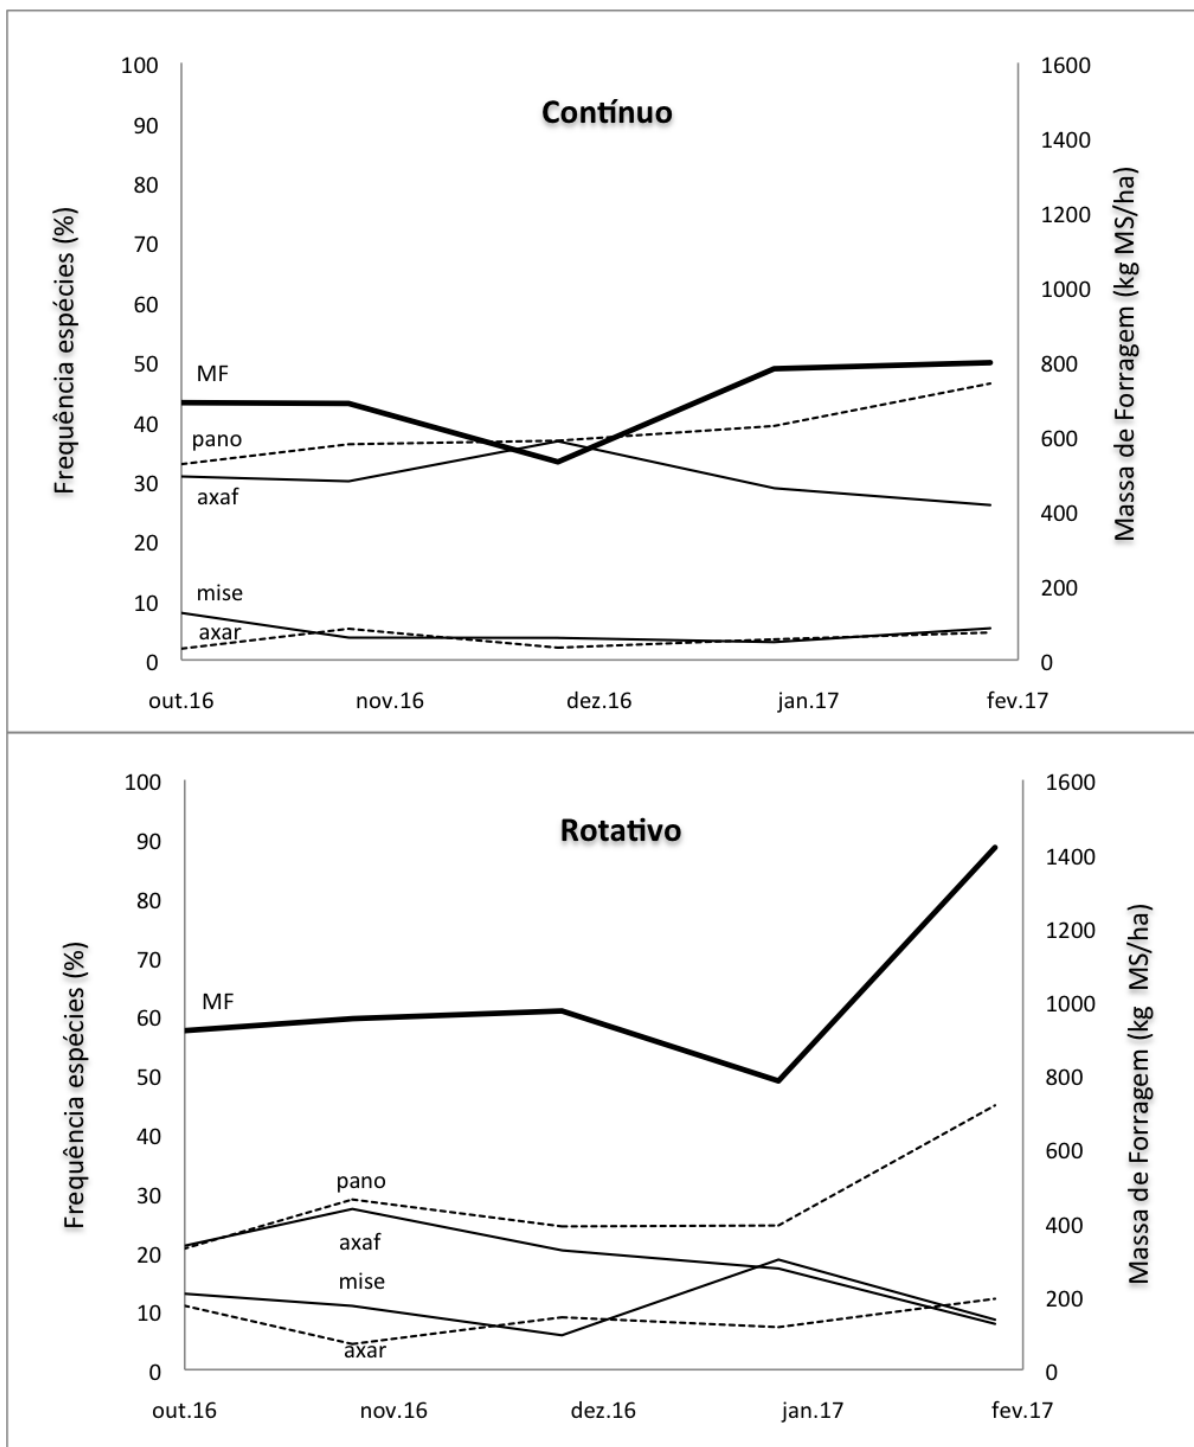 Contínuo
Frequência espécies (%)
100
90
80
70
60
50
40
30
20
10
0
MF
pano
axaf
mise
axar
1600
1400
1200
1000
800
600
400
200
0
Massa de Forragem (kg MS/ha)
out.16 nov.16 dez.16 jan.17 fev.17
Rotativo
Frequência espécies (%)
100
90
80
70
60
50
40
30
20
10
0
MF
pano
axaf
mise
axar
1600
1400
1200
1000
800
600
400
200
0
Massa de Forragem (kg MS/ha)
out.16 nov.16 dez.16 jan.17 fev.17